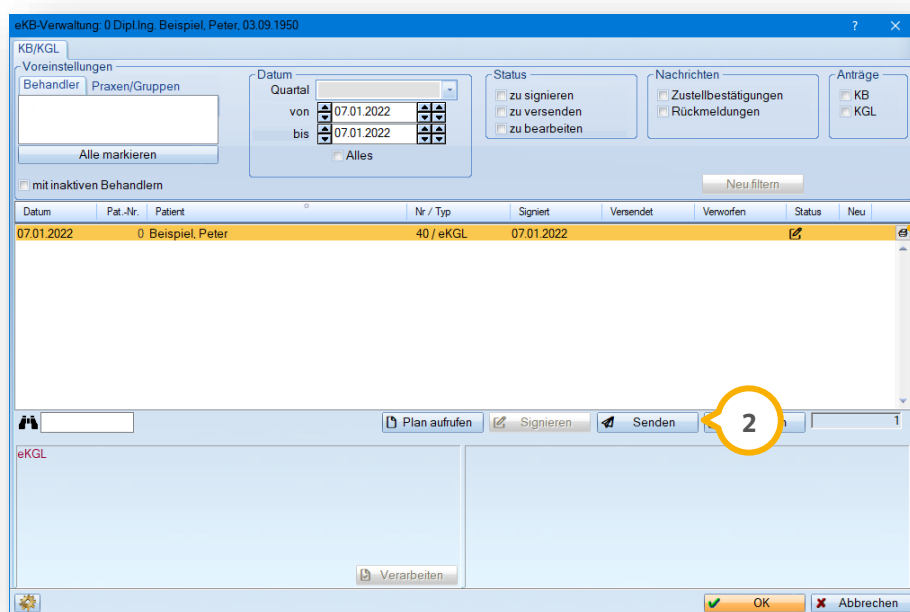 eKB-Verwaltung: 0 Dipl.Ing. Beispiel, Peter, 03.09.1950 ?
KB/KGL
Voreinstellungen
Behandler Praxen/Gruppen
Alle markieren
mit inaktiven Behandlern
Datum
Quartal
von 07.01.2022
bis 07.01.2022
Alles
Status
zu signieren
zu versenden
zu bearbeiten
Nachrichten
Zustellbestätigungen
Rückmeldungen
Anträge
KB
KGL
Neu filtern
Datum Pat.-Nr. Patient Nr / Typ Signiert Versendet Verworfen Status Neu
07.01.2022 0 Beispiel, Peter 40 / eKGL 07.01.2022
Plan aufrufen Signieren Senden 2 1
eKGL
Verarbeiten
OK Abbrechen